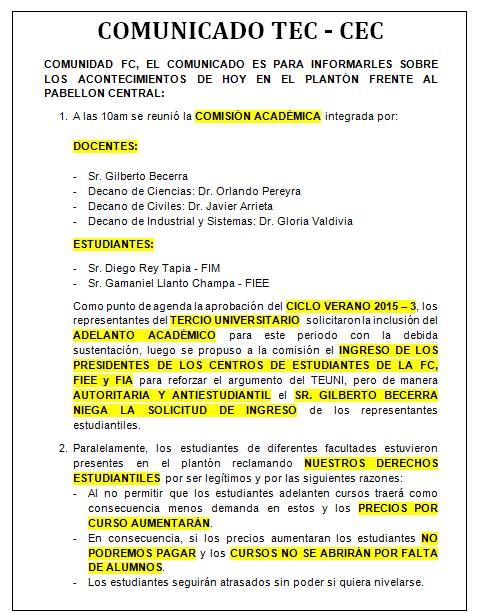 COMUNICADO TEC - CEC
COMUNIDAD FC, EL COMUNICADO ES PARA INFORMARLES SOBRE
LOS ACONTECIMIENTOS DE HOY EN EL PLANTÒN FRENTE AL
PABELLON CENTRAL:
1. A las 10am se reunió la COMISIÓN ACADÉMICA integrada por:
DOCENTES:
- Sr. Gilberto Becerra
- Decano de Ciencias: Dr. Orlando Pereyra
- Decano de Civiles: Dr. Javier Arrieta
- Decano de Industrial y Sistemas: Dr. Gloria Valdivia
ESTUDIANTES:
- Sr. Diego Rey Tapia - FIM
- Sr. Gamaniel Llanto Champa - FIEE
Como punto de agenda la aprobación del CICLO VERANO 2015 – 3, los
representantes del TERCIO UNIVERSITARIO solicitaron la inclusión del
ADELANTO ACADÉMICO para este periodo con la debida
sustentación, luego se propuso a la comisión el INGRESO DE LOS
PRESIDENTES DE LOS CENTROS DE ESTUDIANTES DE LA FC,
FIEE y FIA para reforzar el argumento del TEUNI, pero de manera
AUTORITARIA Y ANTIESTUDIANTIL el SR. GILBERTO BECERRA
NIEGA LA SOLICITUD DE INGRESO de los representantes
estudiantiles.
2. Paralelamente, los estudiantes de diferentes facultades estuvieron
presentes en el plantón reclamando NUESTROS DERECHOS
ESTUDIANTILES por ser legítimos y por las siguientes razones:
- Al no permitir que los estudiantes adelanten cursos traerá como
consecuencia menos demanda en estos y los PRECIOS POR
CURSO AUMENTARÁN.
- En consecuencia, si los precios aumentaran los estudiantes NO
PODREMOS PAGAR y los CURSOS NO SE ABRIRÁN POR FALTA
DE ALUMNOS.
- Los estudiantes seguirán atrasados sin poder si quiera nivelarse.